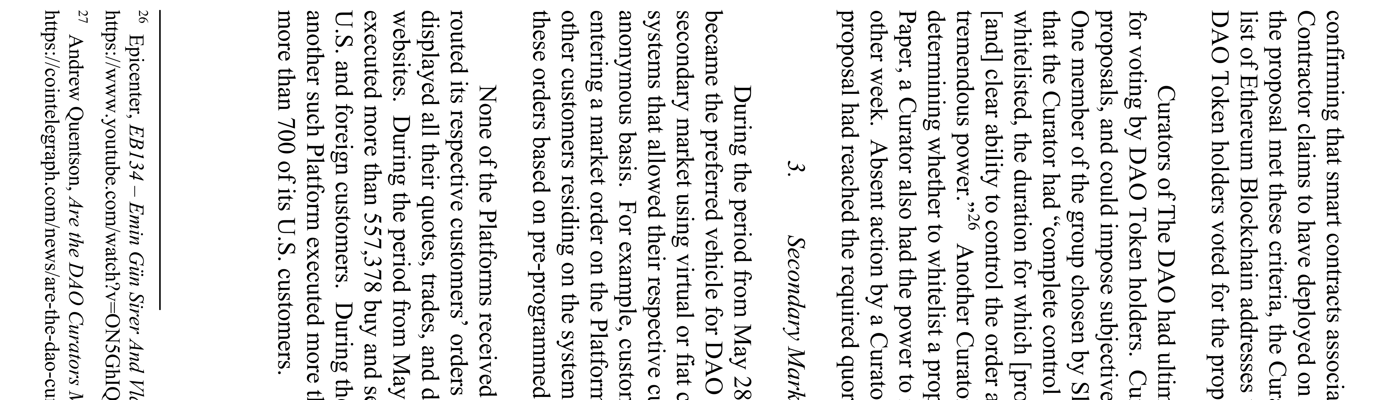 confirming that smart contracts associa
Contractor claims to have deployed on
the proposal met these criteria, the Cura
list of Ethereum Blockchain addresses
DAO Token holders voted for the prop
Curators of The DAO had ultim
for voting by DAO Token holders. Cu
proposals, and could impose subjective
One member of the group chosen by Sl
that the Curator had “complete control
whitelisted, the duration for which [pro
[and] clear ability to control the order a
tremendous power.”26 Another Curato
determining whether to whitelist a prop
Paper, a Curator also had the power to
other week. Absent action by a Curato
proposal had reached the required quor
3. Secondary Mark
During the period from May 28
became the preferred vehicle for DAO
secondary market using virtual or fiat c
systems that allowed their respective cu
anonymous basis. For example, custom
entering a market order on the Platform
other customers residing on the system
these orders based on pre-programmed
None of the Platforms received
routed its respective customers’ orders
displayed all their quotes, trades, and d
websites. During the period from May
executed more than 557,378 buy and se
U.S. and foreign customers. During the
another such Platform executed more th
more than 700 of its U.S. customers.
26 Epicenter, EB134 – Emin Gün Sirer And Vla
https://www.youtube.com/watch?v=ON5GhIQ
27 Andrew Quentson, Are the DAO Curators M
https://cointelegraph.com/news/are-the-dao-cu